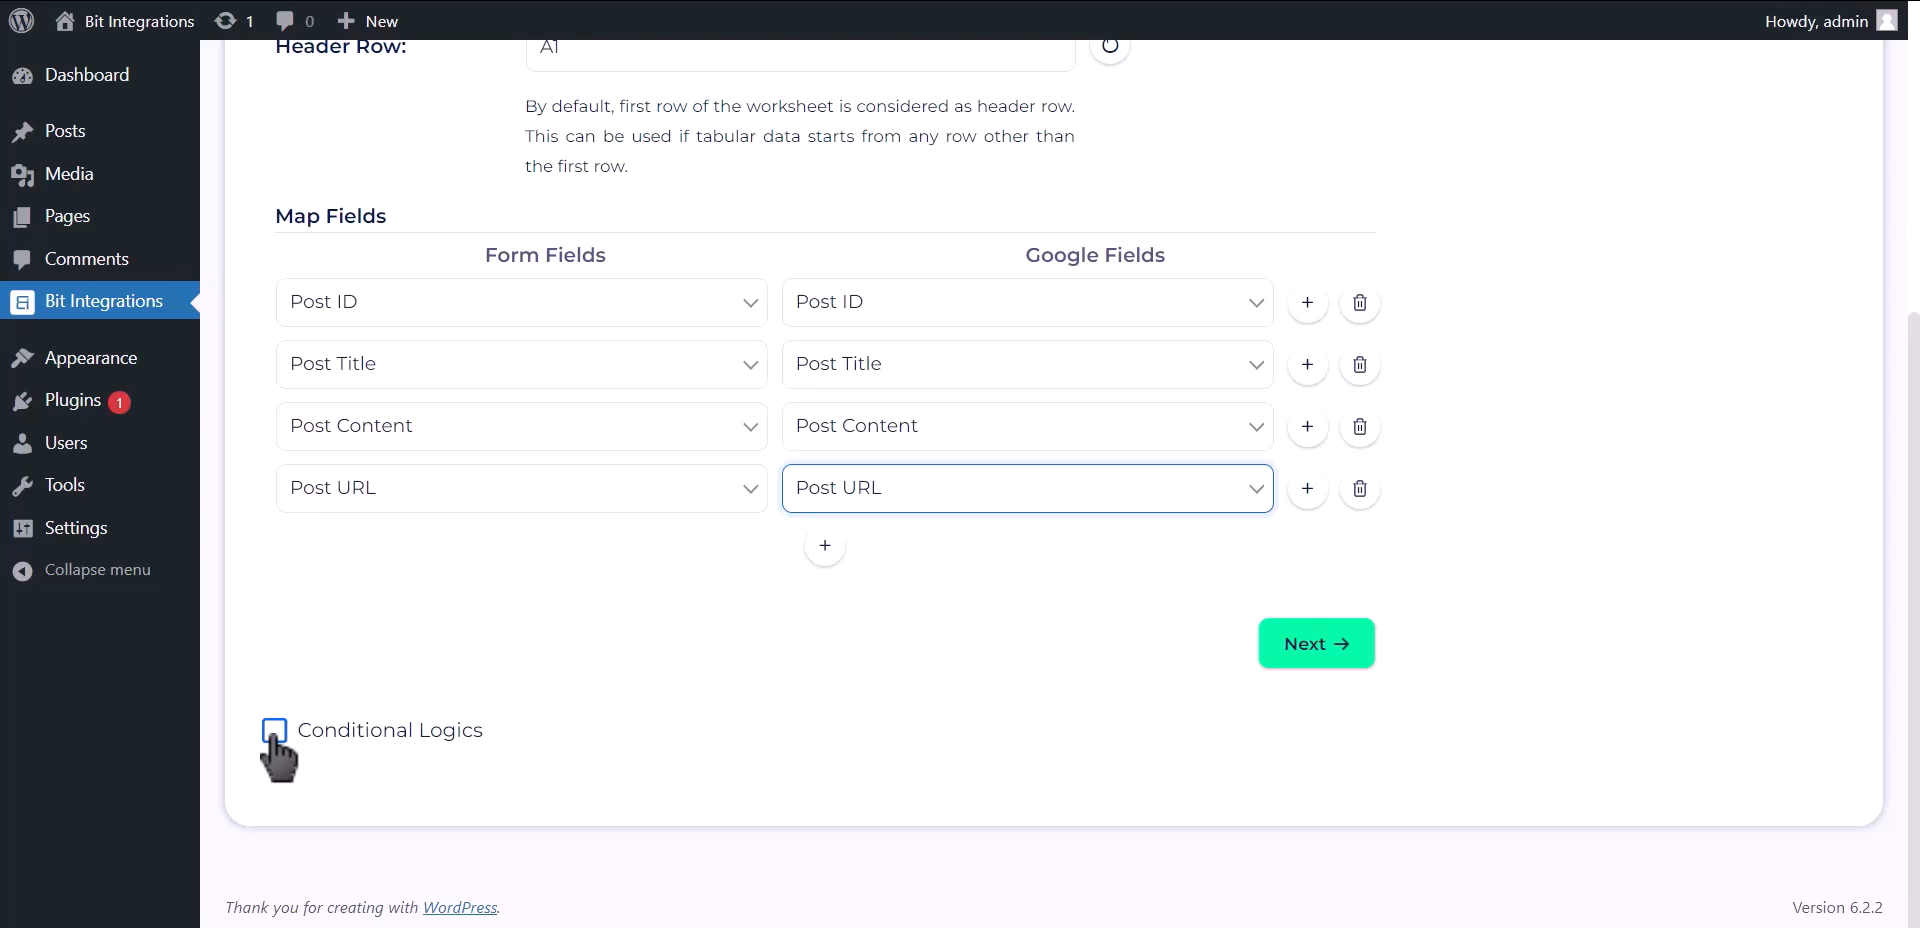 Bit Integrations
1
0
New
Howdy, admin
Dashboard
Posts
Media
Pages
Comments
Bit Integrations
Appearance
Plugins 1
Users
Tools
Settings
Collapse menu
Header Row:
A1
By default, first row of the worksheet is considered as header row.
This can be used if tabular data starts from any row other than
the first row.
Map Fields
Form Fields
Google Fields
Post ID
Post ID
Post Title
Post Title
Post Content
Post Content
Post URL
Post URL
Next →
Conditional Logics
Thank you for creating with WordPress.
Version 6.2.2